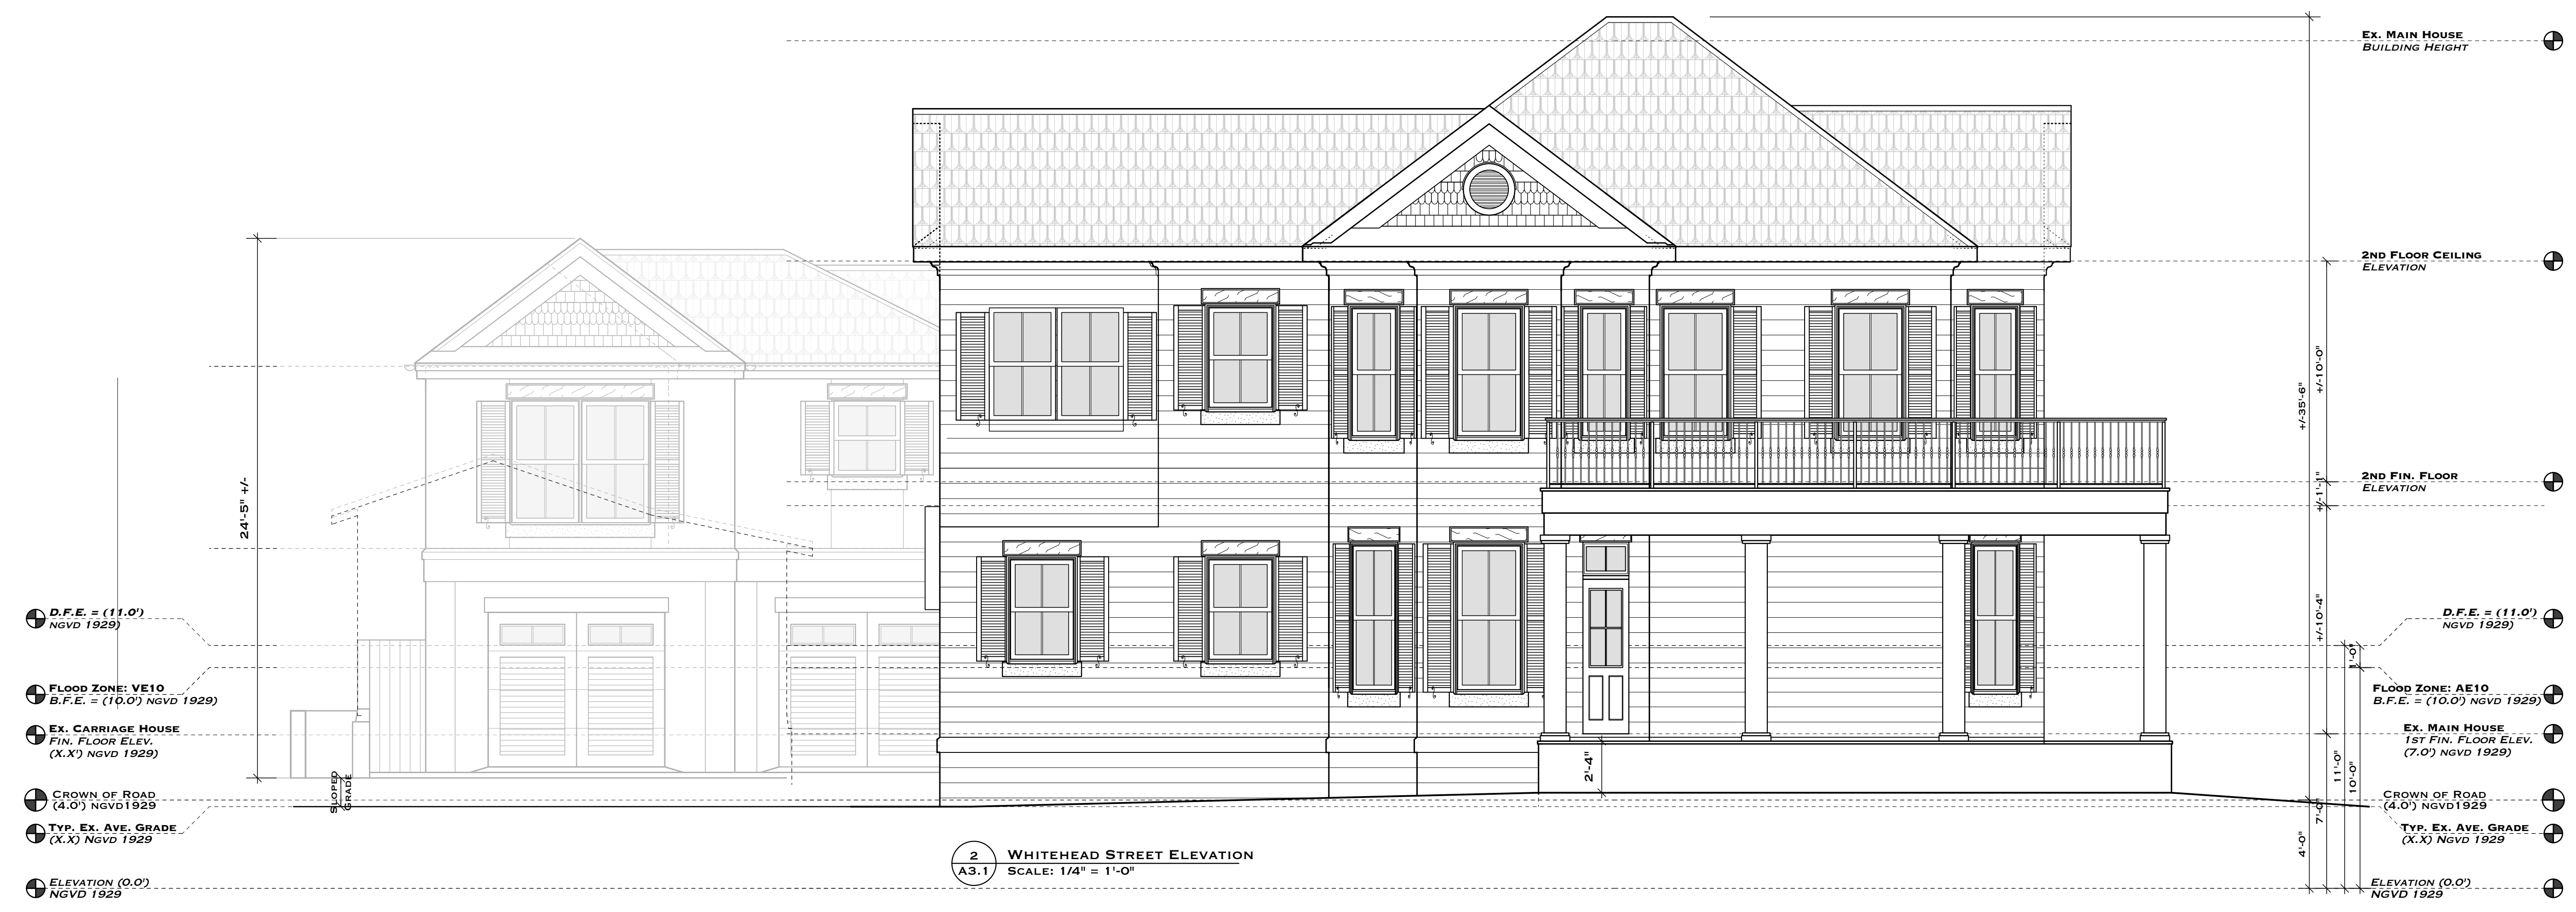 Ex. Main House
Building Height
2nd Floor Ceiling
Elevation
+/-10'-0"
+/-35'-6"
24'-5" +/-
2nd Fin. Floor
Elevation
+/-1'-1"
+/-10'-4"
D.F.E. = (11.0')
NGVD 1929)
D.F.E. = (11.0')
NGVD 1929)
1'-0"
Flood Zone: VE10
B.F.E. = (10.0') NGVD 1929)
Flood Zone: AE10
B.F.E. = (10.0') NGVD 1929)
Ex. Carriage House
Fin. Floor Elev.
(X.X') NGVD 1929)
Ex. Main House
1st Fin. Floor Elev.
(7.0') NGVD 1929)
2'-4"
11'-0"
10'-0"
Sloped
Grade
Crown of Road
(4.0') NGVD1929
Crown of Road
(4.0') NGVD1929
7'-0"
Typ. Ex. Ave. Grade
(X.X) NGVD 1929
Typ. Ex. Ave. Grade
(X.X) NGVD 1929
4'-0"
2
A3.1
Whitehead Street Elevation
Scale: 1/4" = 1'-0"
Elevation (0.0')
NGVD 1929
Elevation (0.0')
NGVD 1929